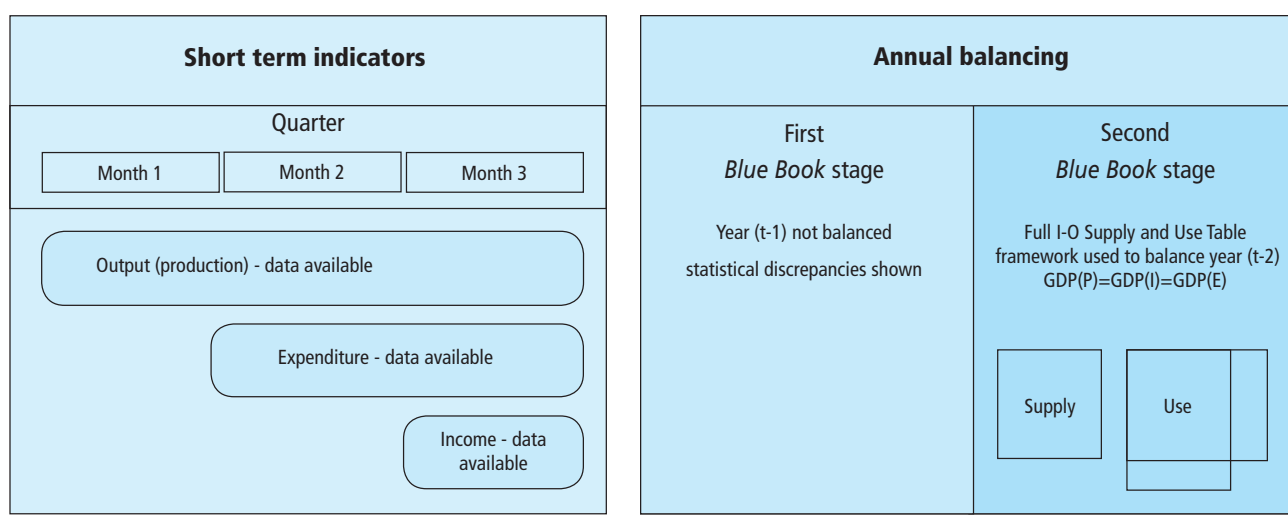 Short term indicators
Quarter
Month 1
Month 2
Month 3
Output (production) - data available
Expenditure - data available
Income - data
available
Annual balancing
First
Blue Book stage
Year (t-1) not balanced
statistical discrepancies shown
Second
Blue Book stage
Full I-O Supply and Use Table
framework used to balance year (t-2)
GDP(P)=GDP(I)=GDP(E)
Supply
Use